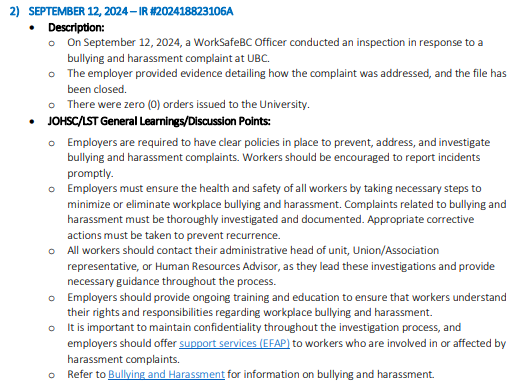 2) SEPTEMBER 12, 2024 – IR #202418823106A
• Description:
o On September 12, 2024, a WorkSafeBC Officer conducted an inspection in response to a
bullying and harassment complaint at UBC.
o The employer provided evidence detailing how the complaint was addressed, and the file has
been closed.
o There were zero (0) orders issued to the University.
• JOHSC/LST General Learnings/Discussion Points:
o Employers are required to have clear policies in place to prevent, address, and investigate
bullying and harassment complaints. Workers should be encouraged to report incidents
promptly.
o Employers must ensure the health and safety of all workers by taking necessary steps to
minimize or eliminate workplace bullying and harassment. Complaints related to bullying and
harassment must be thoroughly investigated and documented. Appropriate corrective
actions must be taken to prevent recurrence.
o All workers should contact their administrative head of unit, Union/Association
representative, or Human Resources Advisor, as they lead these investigations and provide
necessary guidance throughout the process.
o Employers should provide ongoing training and education to ensure that workers understand
their rights and responsibilities regarding workplace bullying and harassment.
o It is important to maintain confidentiality throughout the investigation process, and
employers should offer support services (EFAP) to workers who are involved in or affected by
harassment complaints.
o Refer to Bullying and Harassment for information on bullying and harassment.